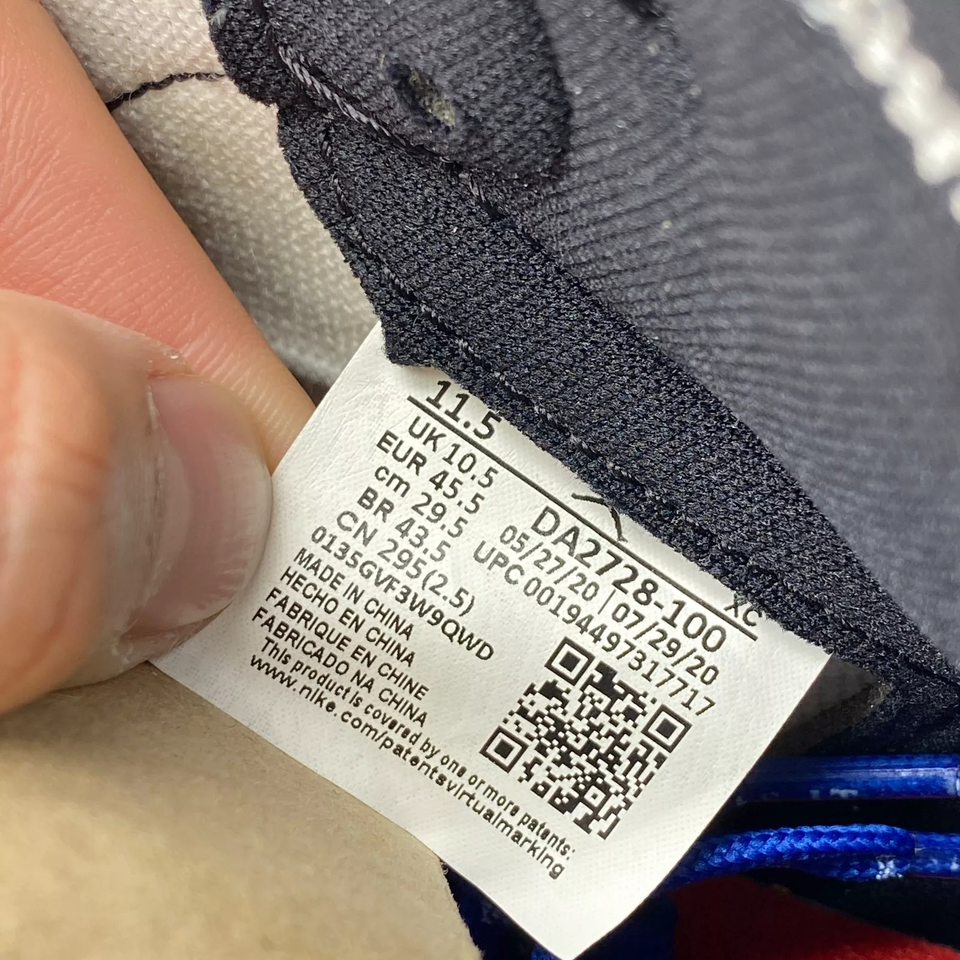 11.5
UK 10.5
EUR 45.5
cm 29.5
BR 43.5
CN 295(2.5)
0135GVF3W9QWD
XC
DA2728-100
05/27/20 | 07/29/20
UPC 00194497317717
MADE IN CHINA
HECHO EN CHINA
FABRIQUE EN CHINE
FABRICADO NA CHINA
This product is covered by one or more patents:
www.nike.com/patentsvirtualmarking